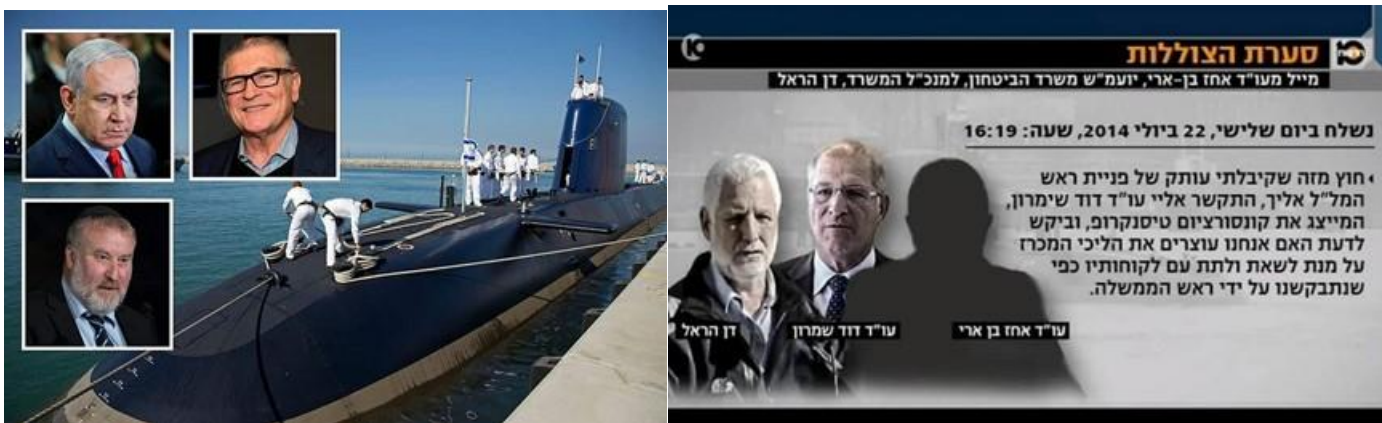 סערת הצוללות
10
מייל מעו"ד אחז בן-ארי, יועמ"ש משרד הביטחון, למנכ"ל המשרד, דן הראל
נשלח ביום שלישי, 22 ביולי 2014, שעה: 16:19
חוץ מזה שקיבלתי עותק של פניית ראש
המל"ל אליך, התקשר אליי עו"ד דוד שימרון,
המייצג את קונסורציום טיסנקרופ, וביקש
לדעת האם אנחנו עוצרים את הליכי המכרז
על מנת לשאת ולתת עם לקוחותיו כפי
שנתבקשנו על ידי ראש הממשלה.
עו"ד אחז בן ארי
עו"ד דוד שמרון
דן הראל